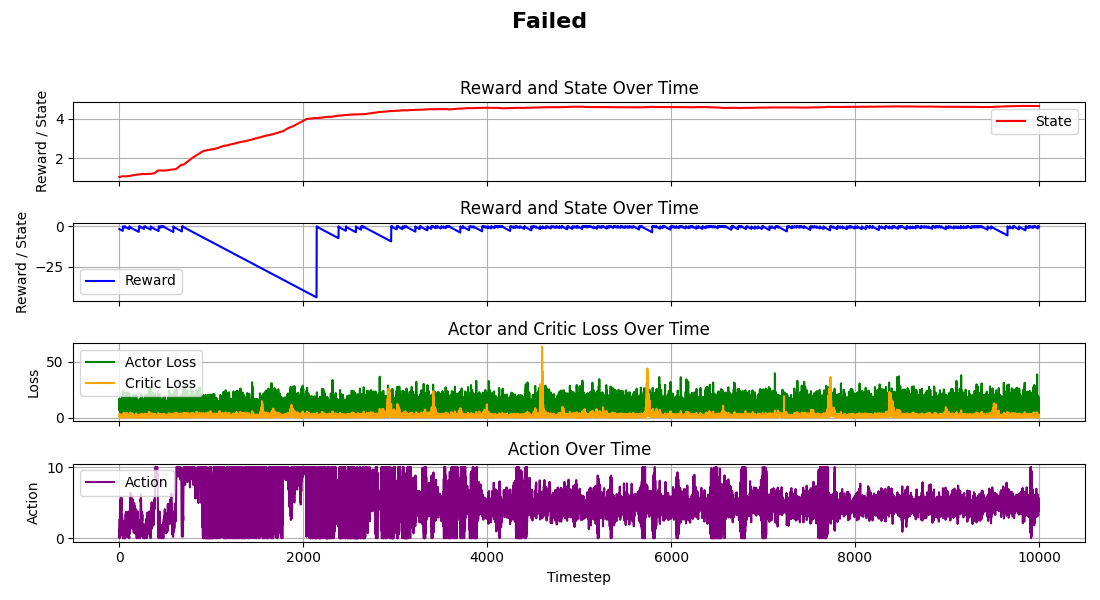 Failed
Reward and State Over Time
Reward / State
4
2
State
Reward and State Over Time
Reward / State
0
−25
Reward
Actor and Critic Loss Over Time
Loss
50
0
Actor Loss
Critic Loss
Action Over Time
Action
10
0
Action
0 2000 4000 6000 8000 10000
Timestep